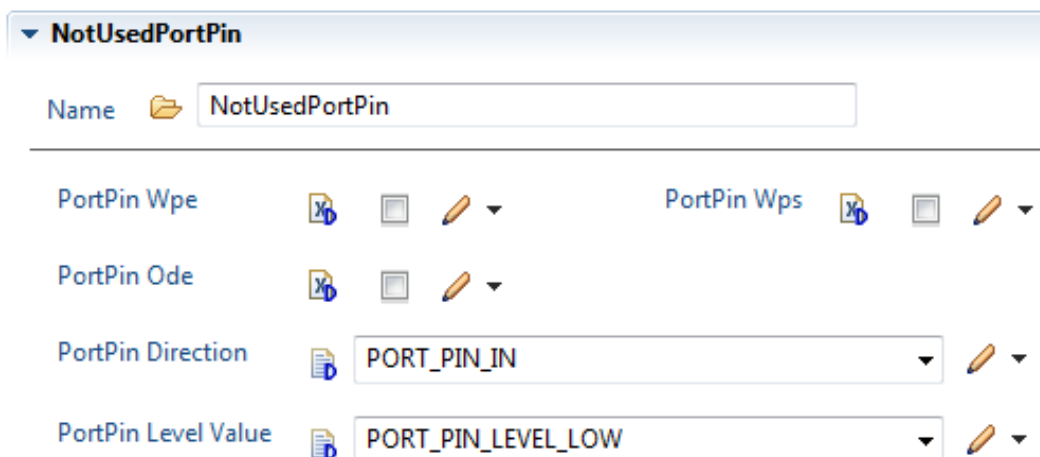 NotUsedPortPin
Name NotUsedPortPin
PortPin Wpe PortPin Wps
PortPin Ode
PortPin Direction PORT_PIN_IN
PortPin Level Value PORT_PIN_LEVEL_LOW